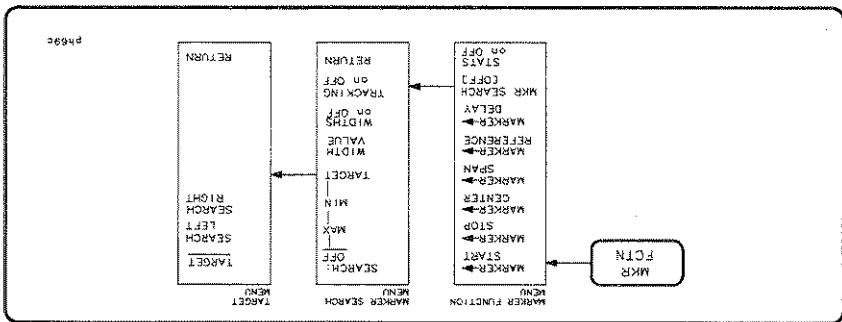 MKR
FCTN
MARKER FUNCTION
MENU
MARKER→
START
MARKER→
STOP
MARKER→
CENTER
MARKER→
SPAN
MARKER→
REFERENCE
MARKER→
DELAY
MKR SEARCH
[OFF]
STATS
on OFF
MARKER SEARCH
MENU
SEARCH:
OFF
MAX
MIN
TARGET
WIDTH
VALUE
WIDTHS
on OFF
TRACKING
on OFF
RETURN
TARGET
MENU
TARGET
SEARCH
LEFT
SEARCH
RIGHT
RETURN
ph69c